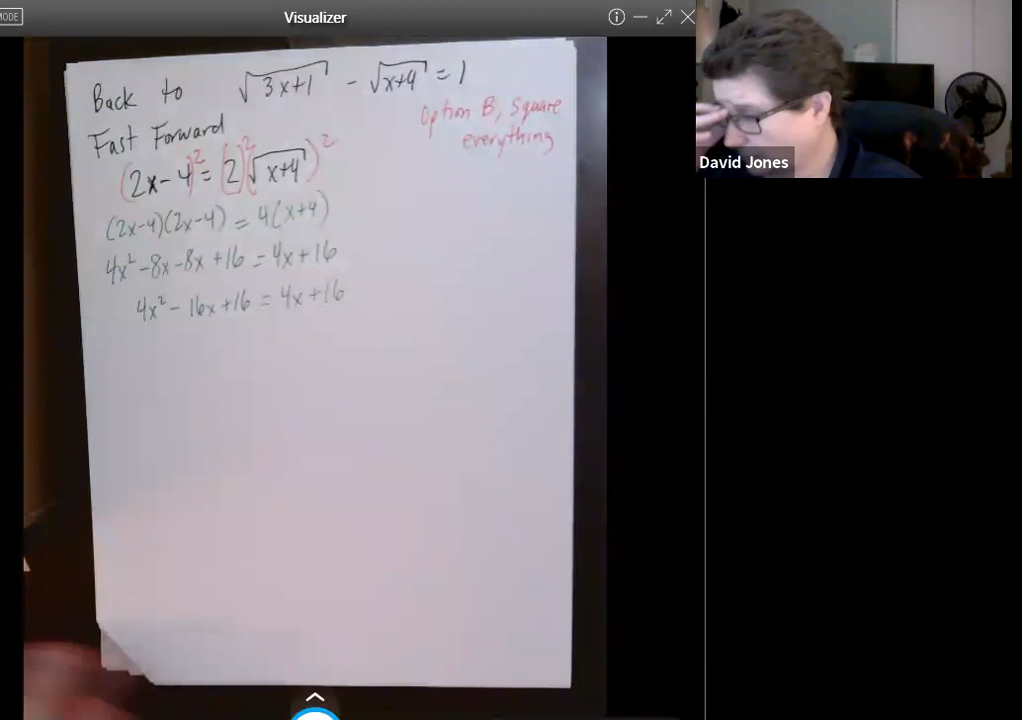 MODE
Visualizer
Back to √3x+1 - √x+4 = 1
Option B, Square
everything
Fast Forward
(2x-4)² = (2)²(√x+4)²
(2x-4)(2x-4) = 4(x+4)
4x² -8x-8x +16 = 4x+16
4x² - 16x+16 = 4x+16
David Jones